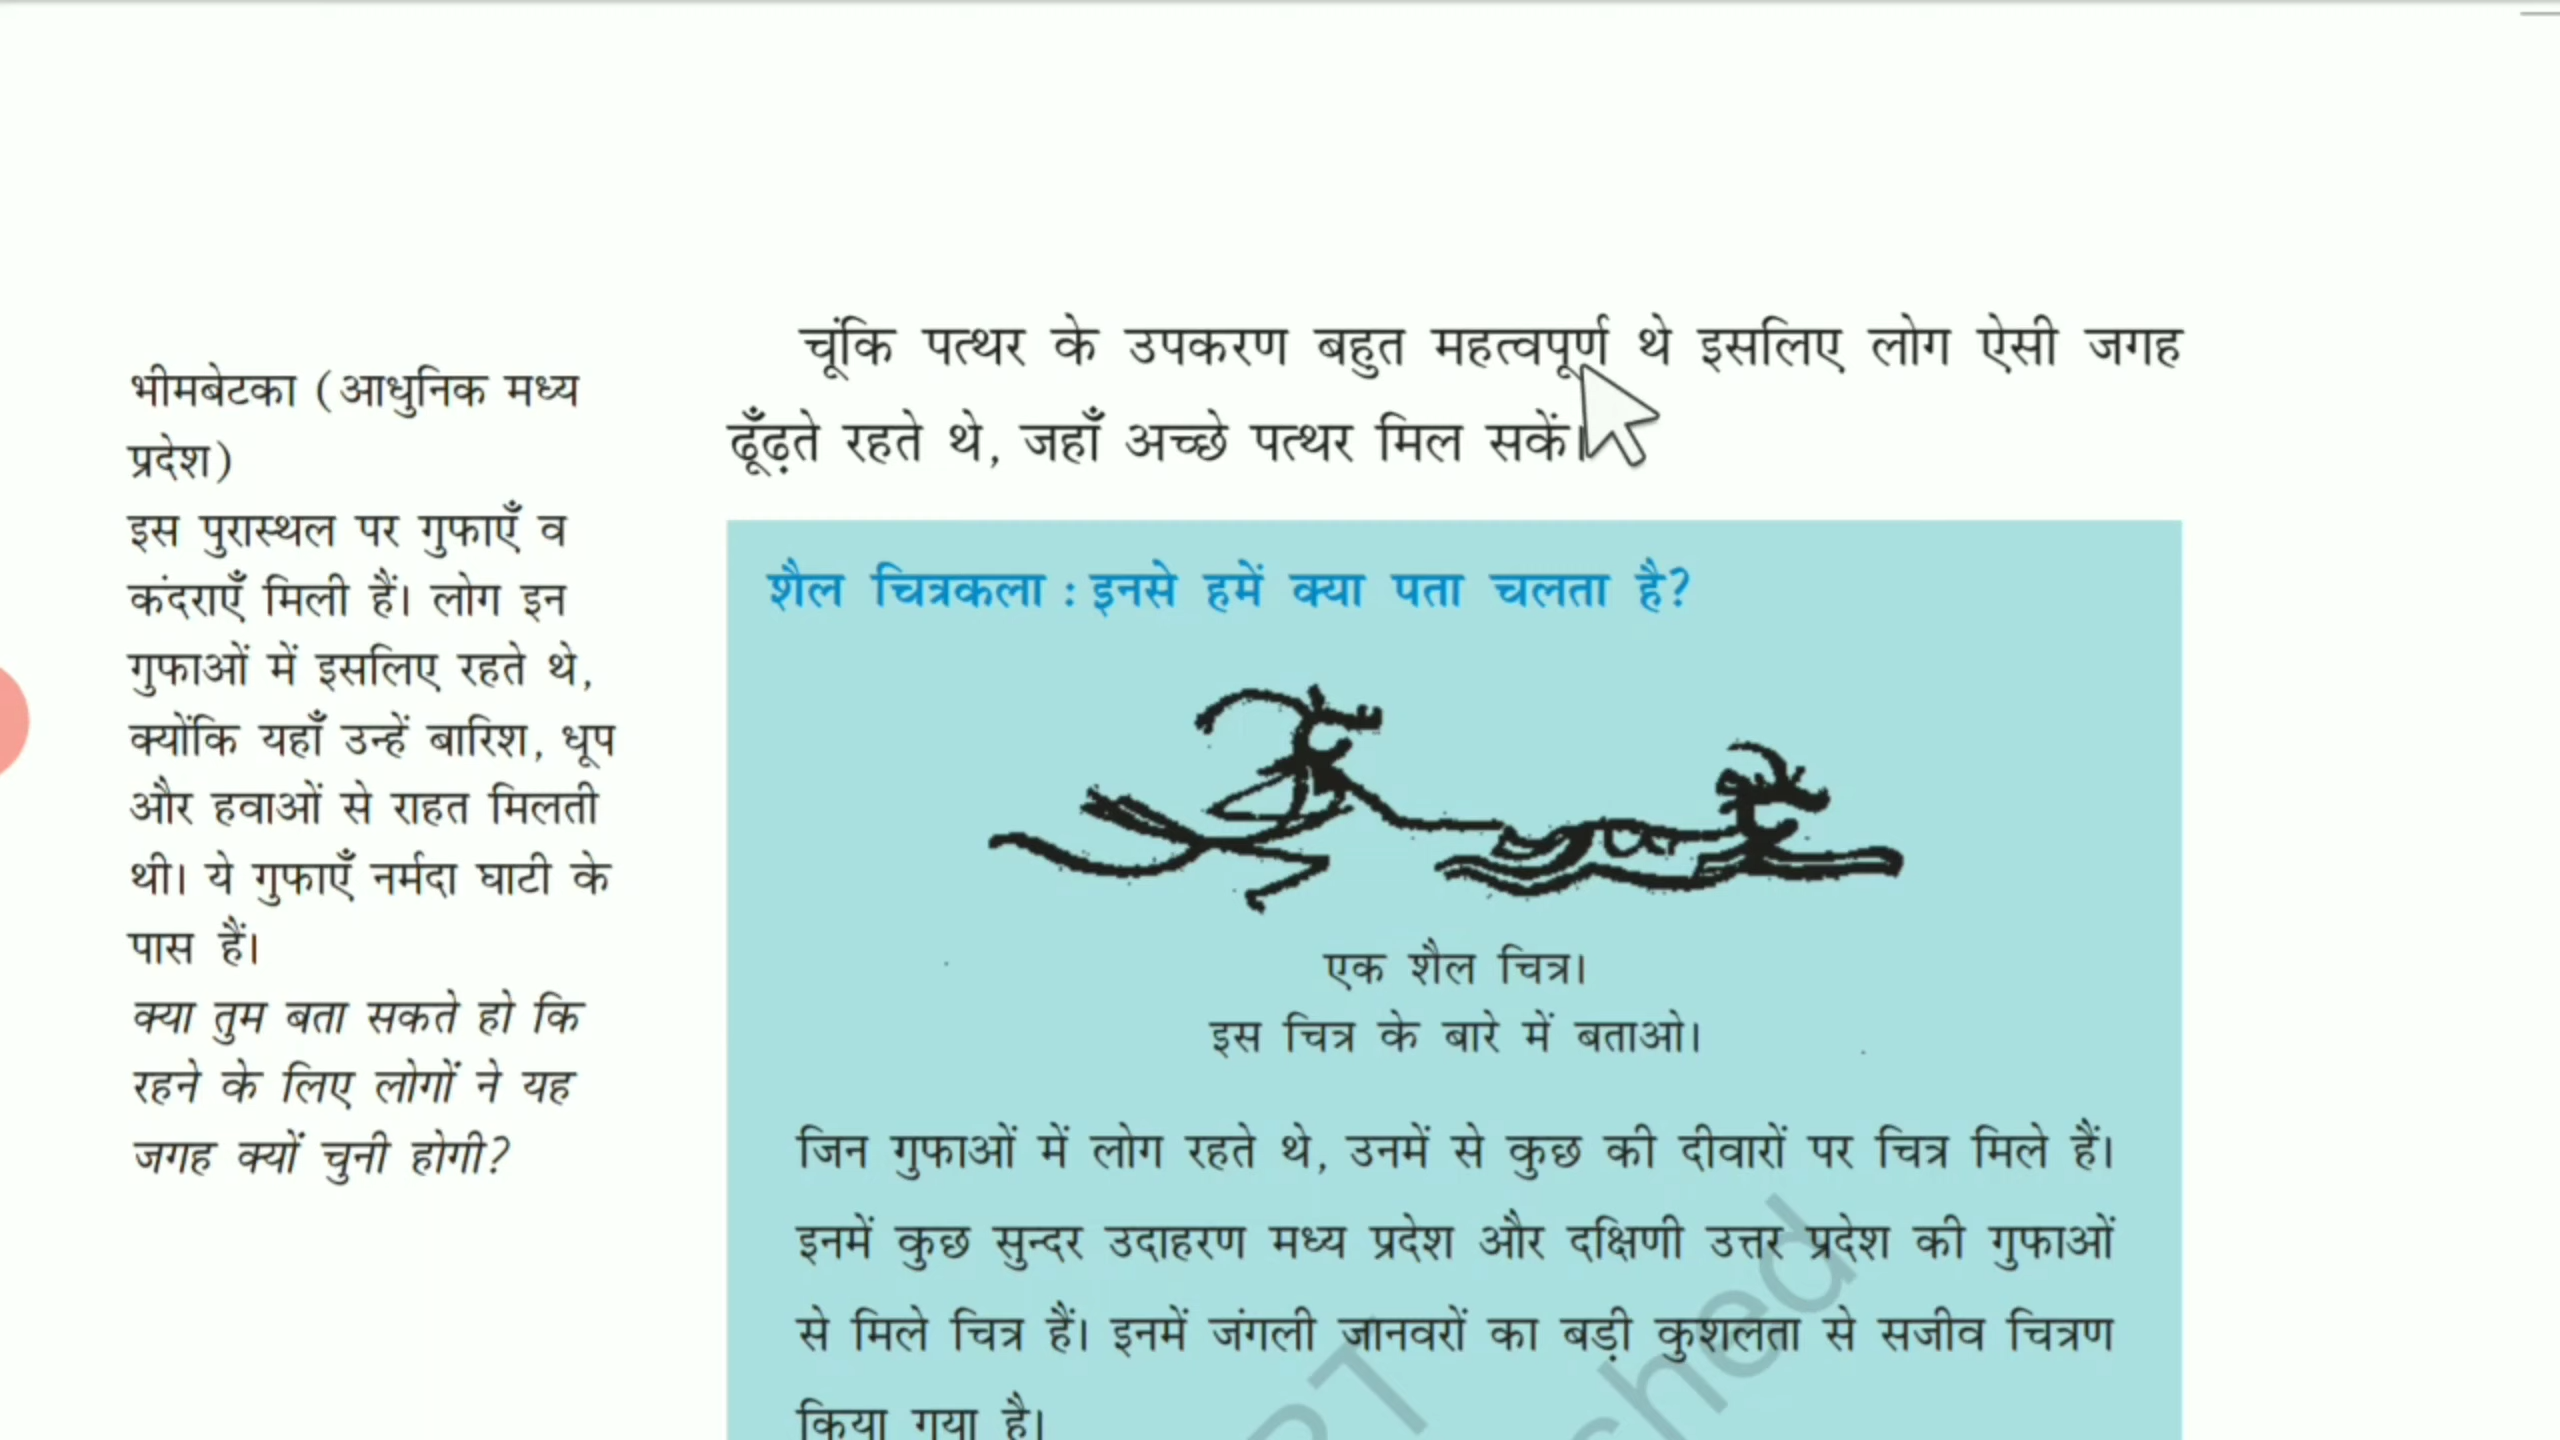 भीमबेटका (आधुनिक मध्य
प्रदेश)
इस पुरास्थल पर गुफाएँ व
कंदराएँ मिली हैं। लोग इन
गुफाओं में इसलिए रहते थे,
क्योंकि यहाँ उन्हें बारिश, धूप
और हवाओं से राहत मिलती
थी। ये गुफाएँ नर्मदा घाटी के
पास हैं।
क्या तुम बता सकते हो कि
रहने के लिए लोगों ने यह
जगह क्यों चुनी होगी?
चूंकि पत्थर के उपकरण बहुत महत्वपूर्ण थे इसलिए लोग ऐसी जगह
ढूँढ़ते रहते थे, जहाँ अच्छे पत्थर मिल सकें।
शैल चित्रकला : इनसे हमें क्या पता चलता है?
एक शैल चित्र।
इस चित्र के बारे में बताओ।
जिन गुफाओं में लोग रहते थे, उनमें से कुछ की दीवारों पर चित्र मिले हैं।
इनमें कुछ सुन्दर उदाहरण मध्य प्रदेश और दक्षिणी उत्तर प्रदेश की गुफाओं
से मिले चित्र हैं। इनमें जंगली जानवरों का बड़ी कुशलता से सजीव चित्रण
किया गया है।